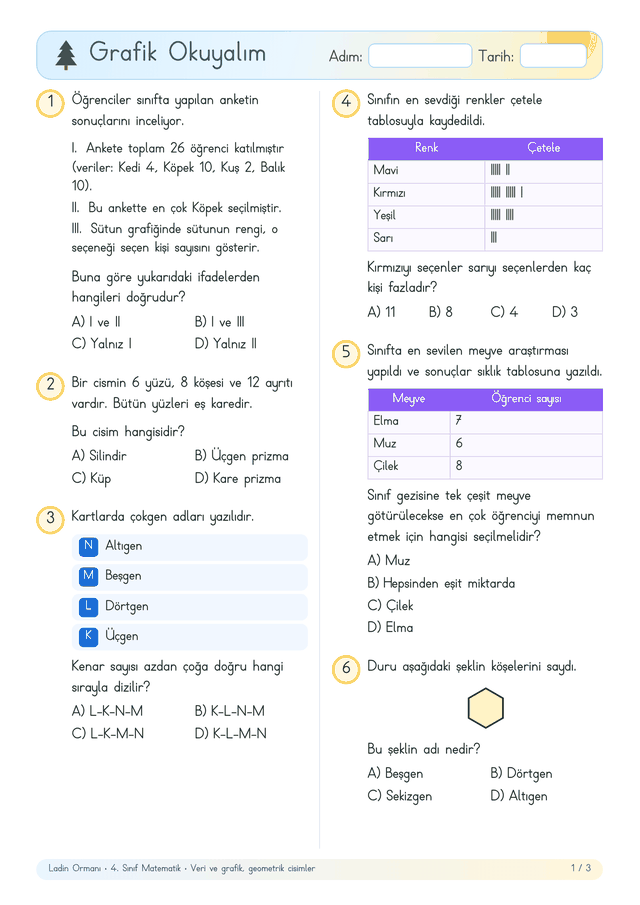 Grafik Okuyalım
Adım:
Tarih:
1
Öğrenciler sınıfta yapılan anketin
sonuçlarını inceliyor.
I. Ankete toplam 26 öğrenci katılmıştır
(veriler: Kedi 4, Köpek 10, Kuş 2, Balık
10).
II. Bu ankette en çok Köpek seçilmiştir.
III. Sütun grafiğinde sütunun rengi, o
seçeneği seçen kişi sayısını gösterir.
Buna göre yukarıdaki ifadelerden
hangileri doğrudur?
A) I ve II
B) I ve III
C) Yalnız I
D) Yalnız II
2
Bir cismin 6 yüzü, 8 köşesi ve 12 ayrıtı
vardır. Bütün yüzleri eş karedir.
Bu cisim hangisidir?
A) Silindir
B) Üçgen prizma
C) Küp
D) Kare prizma
3
Kartlarda çokgen adları yazılıdır.
N Altıgen
M Beşgen
L Dörtgen
K Üçgen
Kenar sayısı azdan çoğa doğru hangi
sırayla dizilir?
A) L-K-N-M
B) K-L-N-M
C) L-K-M-N
D) K-L-M-N
4
Sınıfın en sevdiği renkler çetele
tablosuyla kaydedildi.
Renk Çetele
Mavi ||||| ||
Kırmızı ||||| ||||| |
Yeşil ||||| ||||
Sarı |||
Kırmızıyı seçenler sarıyı seçenlerden kaç
kişi fazladır?
A) 11
B) 8
C) 4
D) 3
5
Sınıfta en sevilen meyve araştırması
yapıldı ve sonuçlar sıklık tablosuna yazıldı.
Meyve Öğrenci sayısı
Elma 7
Muz 6
Çilek 8
Sınıf gezisine tek çeşit meyve
götürülecekse en çok öğrenciyi memnun
etmek için hangisi seçilmelidir?
A) Muz
B) Hepsinden eşit miktarda
C) Çilek
D) Elma
6
Duru aşağıdaki şeklin köşelerini saydı.
Bu şeklin adı nedir?
A) Beşgen
B) Dörtgen
C) Sekizgen
D) Altıgen
Ladin Ormanı • 4. Sınıf Matematik • Veri ve grafik, geometrik cisimler
1 / 3